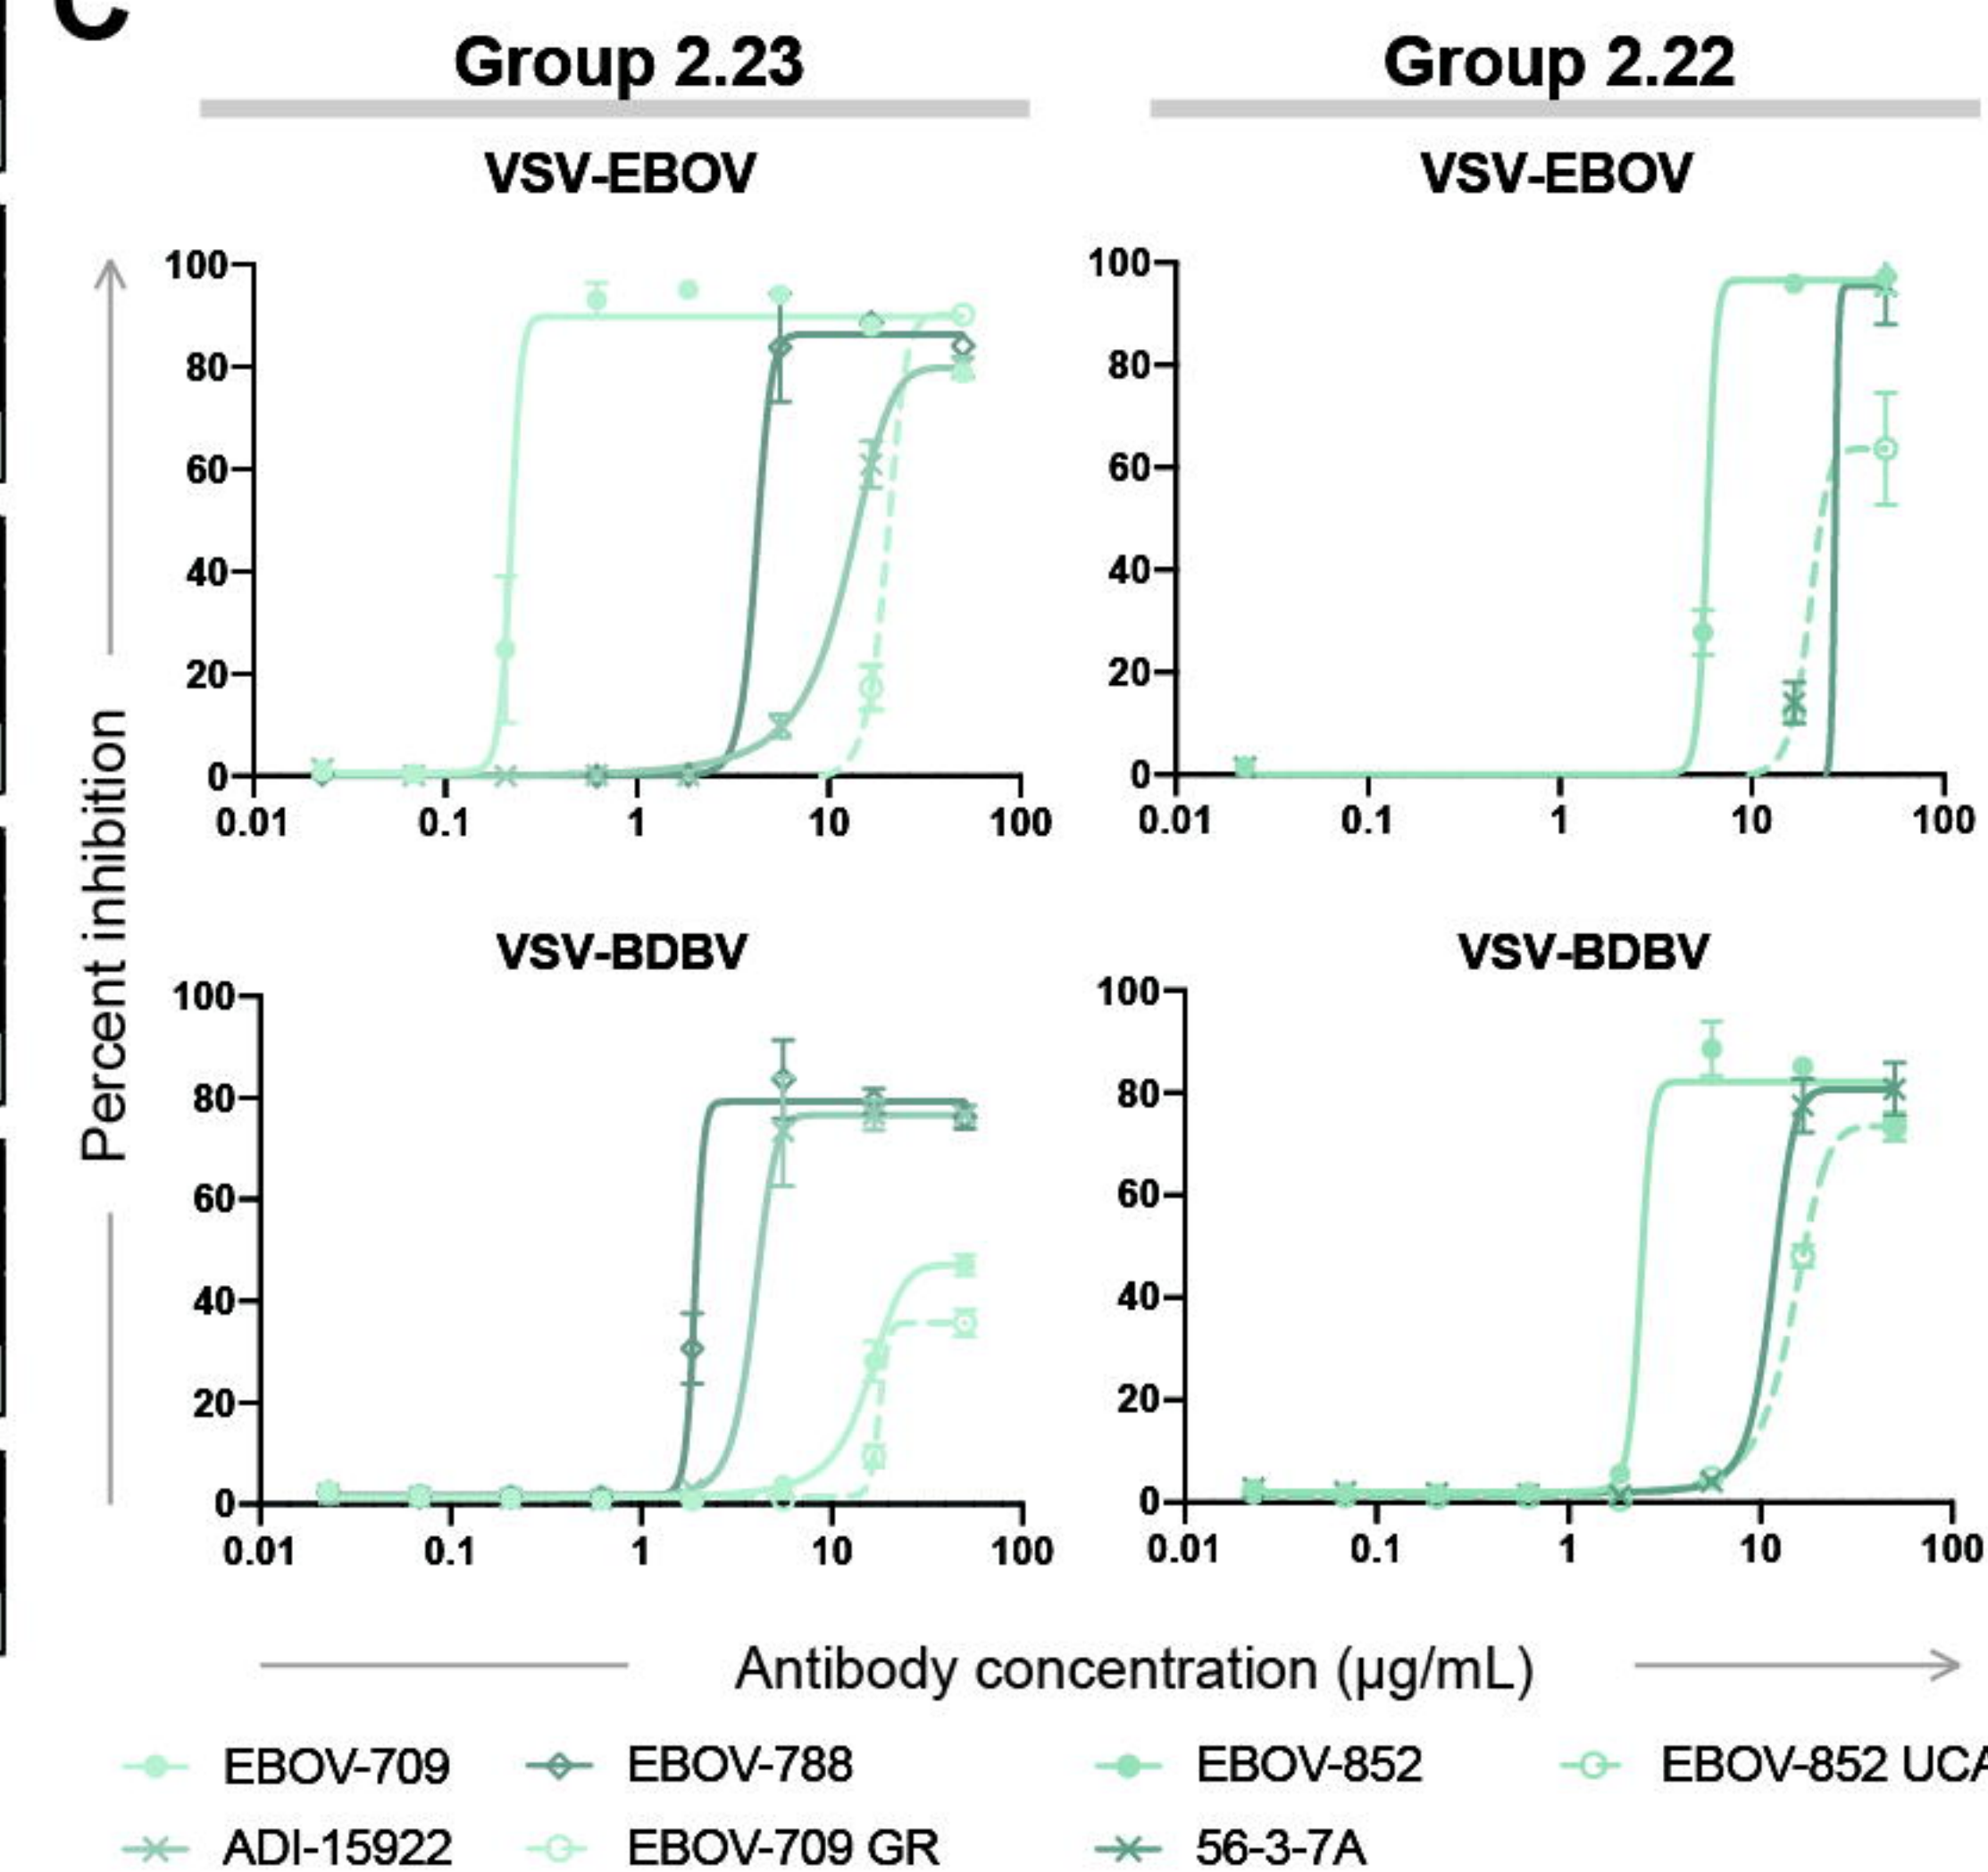 C
Group 2.23
Group 2.22
VSV-EBOV
VSV-EBOV
100
80
60
40
20
0
0.01 0.1 1 10 100
100
80
60
40
20
0
0.01 0.1 1 10 100
Percent inhibition
VSV-BDBV
VSV-BDBV
100
80
60
40
20
0
0.01 0.1 1 10 100
100
80
60
40
20
0
0.01 0.1 1 10 100
Antibody concentration (µg/mL)
EBOV-709 EBOV-788 EBOV-852 EBOV-852 UCA
ADI-15922 EBOV-709 GR 56-3-7A